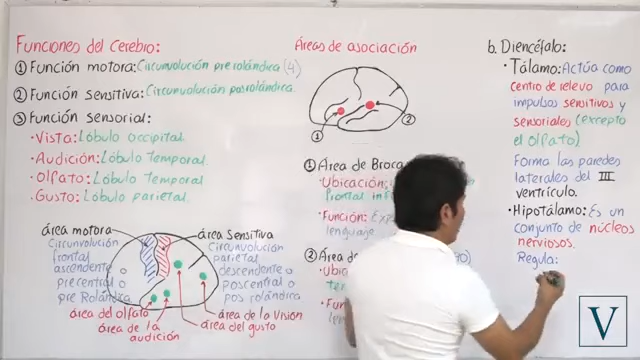 Funciones del Cerebro:
① Función motora: Circunvolución pre rolándica (4)
② Función sensitiva: Circunvolución posrolándica
③ Función sensorial:
• Vista: Lóbulo occipital.
• Audición: Lóbulo Temporal.
• Olfato: Lóbulo Temporal
• Gusto: Lóbulo parietal.
área motora
Circunvolución
frontal
ascendente o
precentral o
pre Rolándica
área Sensitiva
Circunvolución
parietal
descendente o
poscentral o
pos rolándica
área del olfato
área de la
audición
área del gusto
área de la Visión
Áreas de asociación
①
②
① Área de Broca
• Ubicación:
frontal
• Función:
lenguaje
②
b. Diencéfalo:
• Tálamo: Actúa como
centro de relevo para
impulsos sensitivos y
sensoriales (excepto
el olfato)
Forma las paredes
laterales del III
ventrículo.
• Hipotálamo: Es un
conjunto de núcleos
nerviosos.
Regula:
V